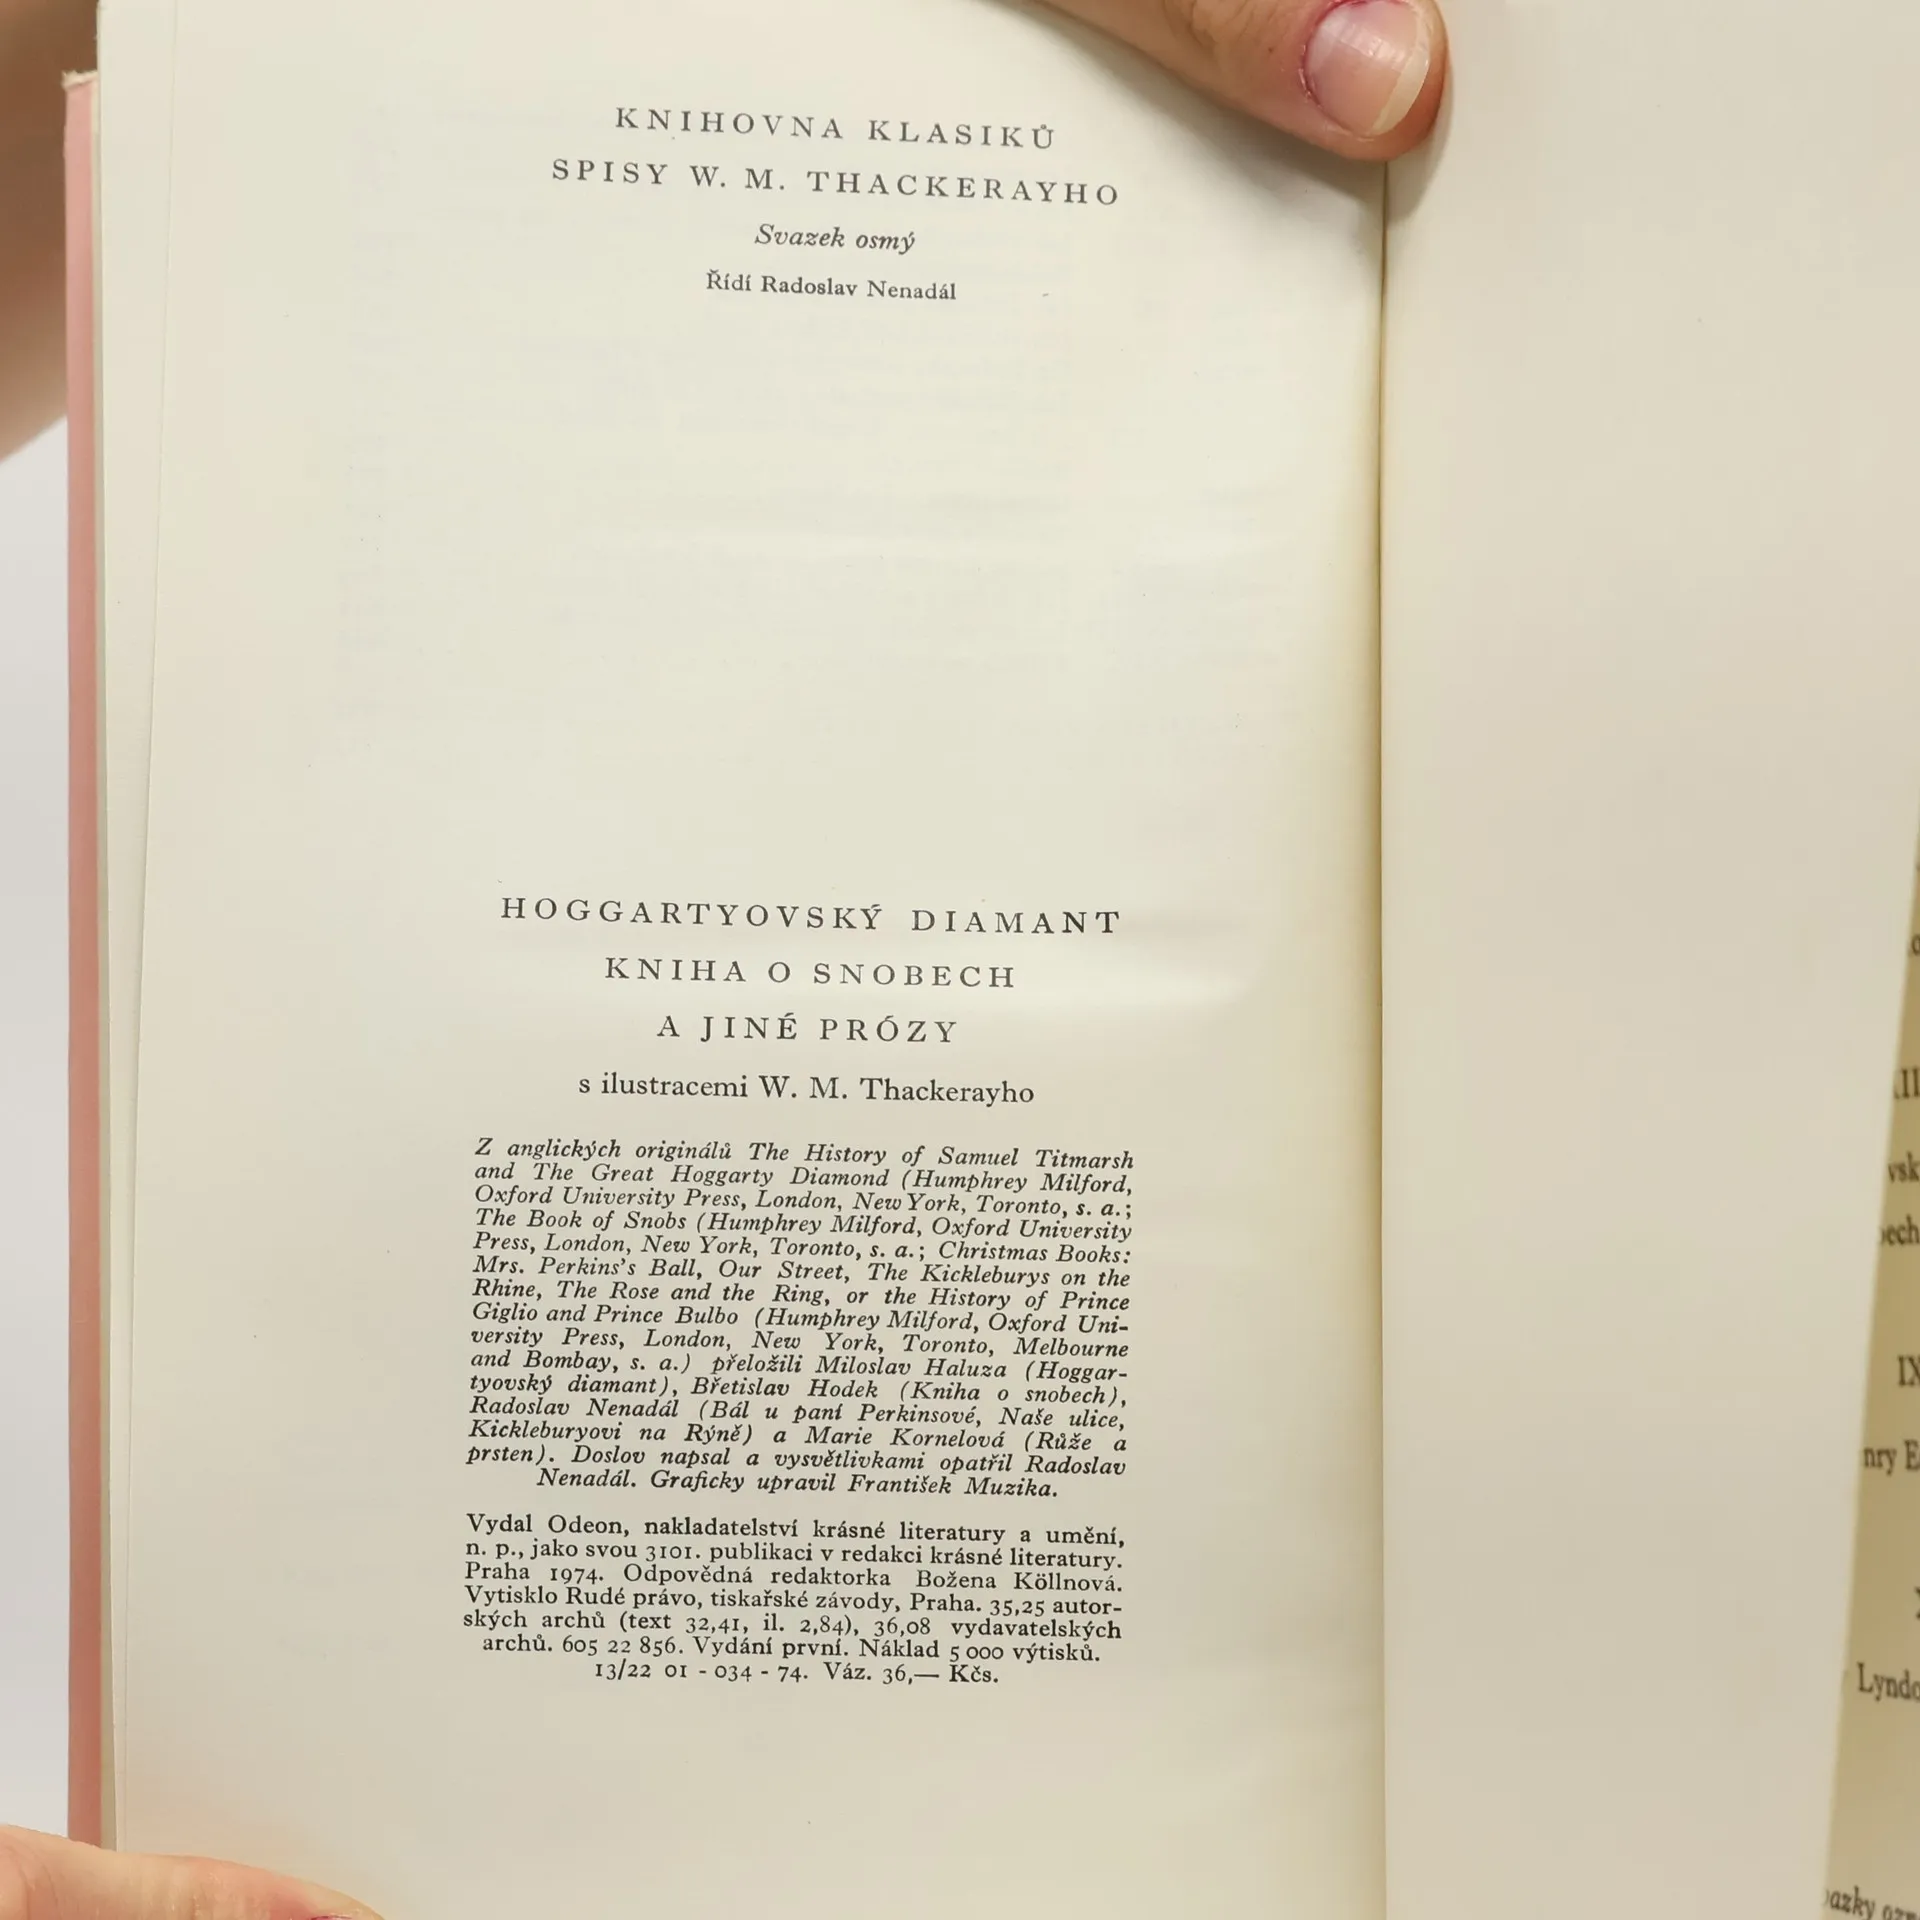 KNIHOVNA KLASIKŮ
SPISY W. M. THACKERAYHO
Svazek osmý
Řídí Radoslav Nenadál
HOGGARTYOVSKÝ DIAMANT
KNIHA O SNOBECH
A JINÉ PRÓZY
s ilustracemi W. M. Thackerayho
Z anglických originálů The History of Samuel Titmarsh
and The Great Hoggarty Diamond (Humphrey Milford,
Oxford University Press, London, New York, Toronto, s. a.;
The Book of Snobs (Humphrey Milford, Oxford University
Press, London, New York, Toronto, s. a.; Christmas Books:
Mrs. Perkins's Ball, Our Street, The Kickleburys on the
Rhine, The Rose and the Ring, or the History of Prince
Giglio and Prince Bulbo (Humphrey Milford, Oxford Uni-
versity Press, London, New York, Toronto, Melbourne
and Bombay, s. a.) přeložili Miloslav Haluza (Hoggar-
tyovský diamant), Břetislav Hodek (Kniha o snobech),
Radoslav Nenadál (Bál u paní Perkinsové, Naše ulice,
Kickleburyovi na Rýně) a Marie Kornelová (Růže a
prsten). Doslov napsal a vysvětlivkami opatřil Radoslav
Nenadál. Graficky upravil František Muzika.
Vydal Odeon, nakladatelství krásné literatury a umění,
n. p., jako svou 3101. publikaci v redakci krásné literatury.
Praha 1974. Odpovědná redaktorka Božena Köllnová.
Vytisklo Rudé právo, tiskařské závody, Praha. 35,25 autor-
ských archů (text 32,41, il. 2,84), 36,08 vydavatelských
archů. 605 22 856. Vydání první. Náklad 5 000 výtisků.
13/22 01 - 034 - 74. Váz. 36,— Kčs.
IX
nry E